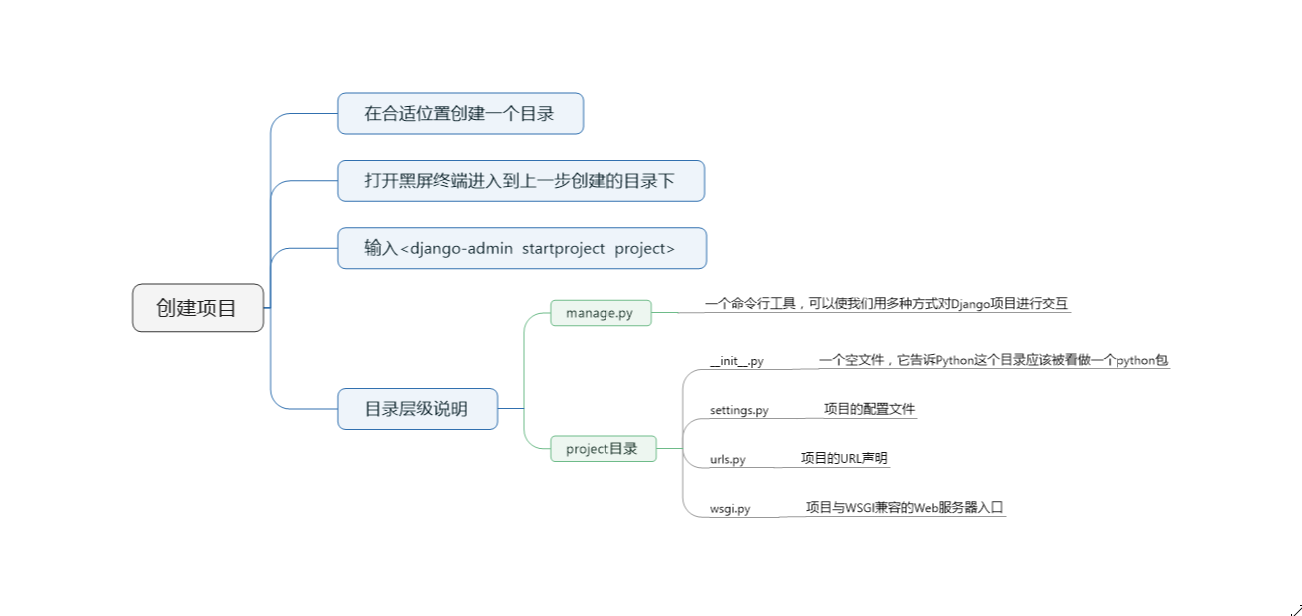 在合适位置创建一个目录
打开黑屏终端进入到上一步创建的目录下
输入<django-admin startproject project>
创建项目
目录层级说明
manage.py
一个命令行工具，可以使我们用多种方式对Django项目进行交互
project目录
__init__.py
一个空文件，它告诉Python这个目录应该被看做一个python包
settings.py
项目的配置文件
urls.py
项目的URL声明
wsgi.py
项目与WSGI兼容的Web服务器入口